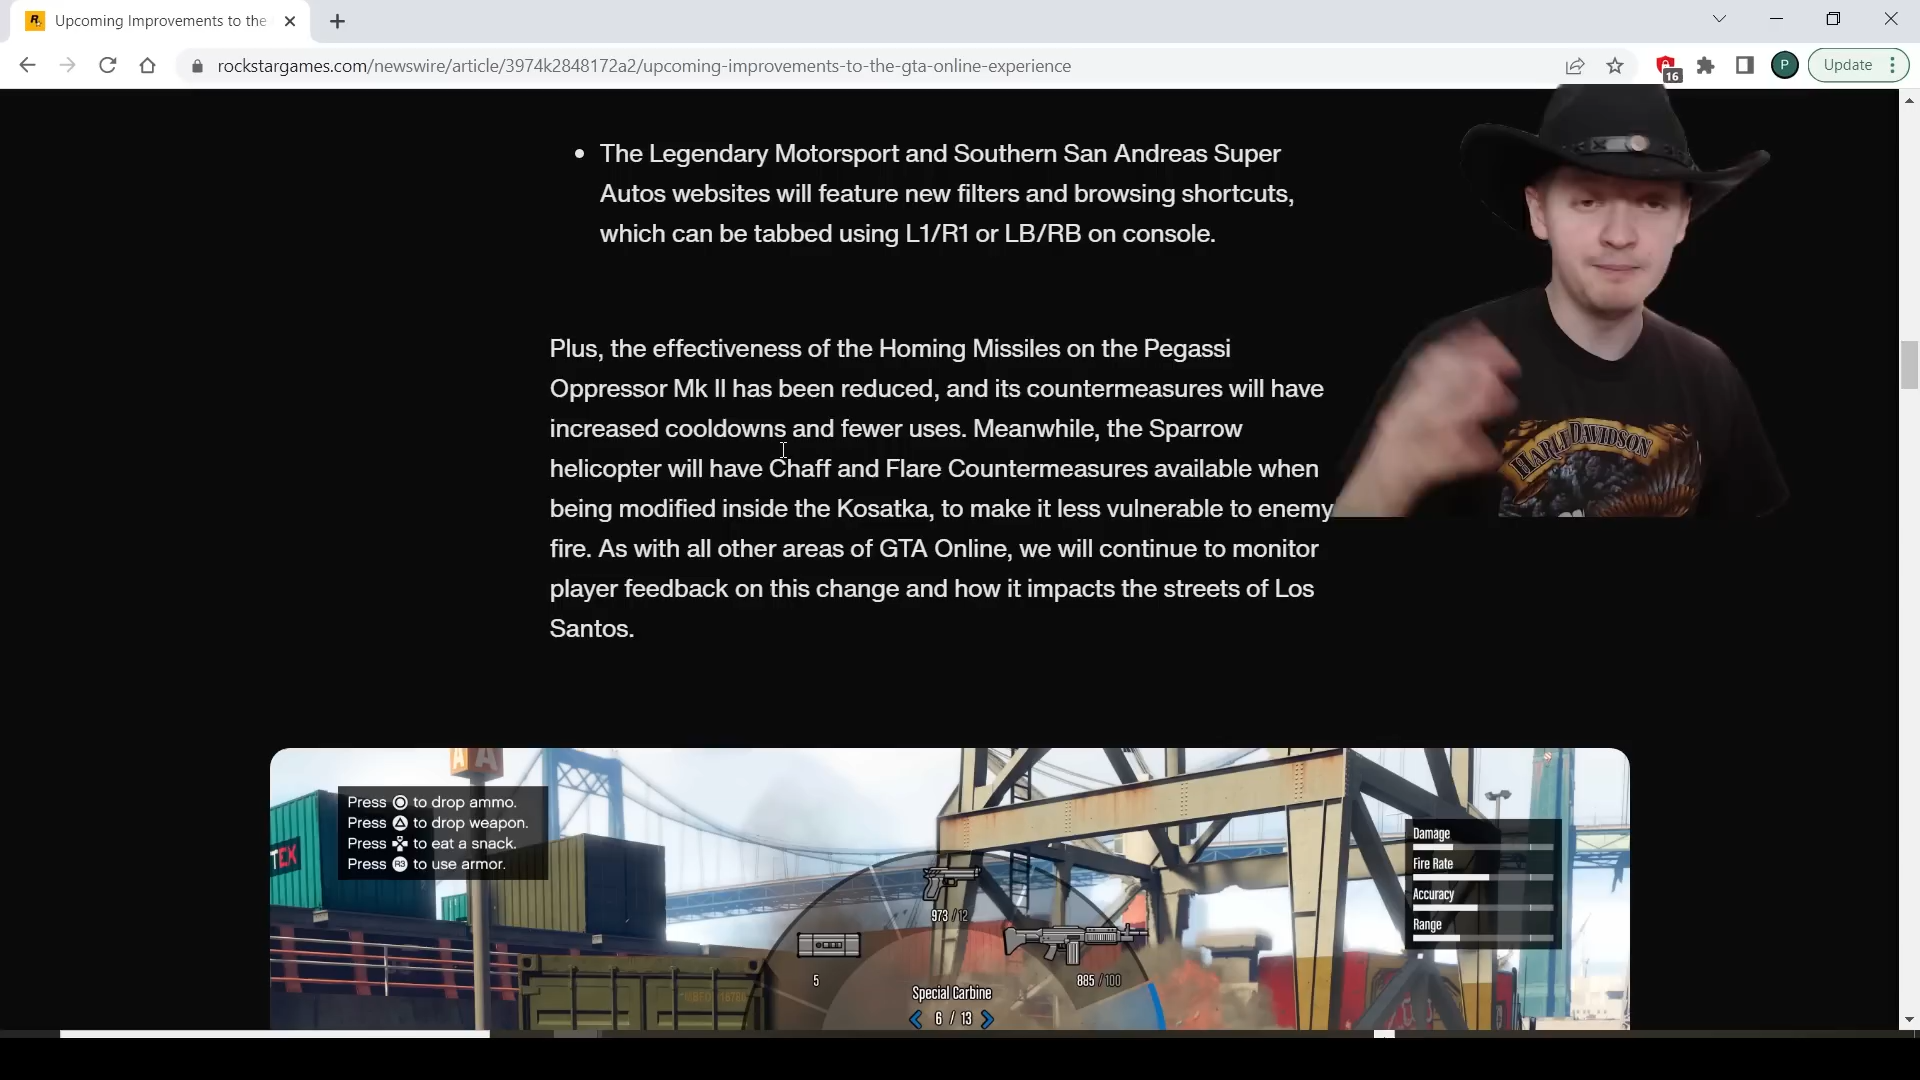 Upcoming Improvements to the
rockstargames.com/newswire/article/3974k2848172a2/upcoming-improvements-to-the-gta-online-experience
16
P
Update
The Legendary Motorsport and Southern San Andreas Super
Autos websites will feature new filters and browsing shortcuts,
which can be tabbed using L1/R1 or LB/RB on console.
Plus, the effectiveness of the Homing Missiles on the Pegassi
Oppressor Mk II has been reduced, and its countermeasures will have
increased cooldowns and fewer uses. Meanwhile, the Sparrow
helicopter will have Chaff and Flare Countermeasures available when
being modified inside the Kosatka, to make it less vulnerable to enemy
fire. As with all other areas of GTA Online, we will continue to monitor
player feedback on this change and how it impacts the streets of Los
Santos.
HARLEY-DAVIDSON
A A
Press to drop ammo.
Press to drop weapon.
Press to eat a snack.
Press R3 to use armor.
Damage
Fire Rate
Accuracy
Range
973 / 12
5
885 / 100
Special Carbine
6 / 13